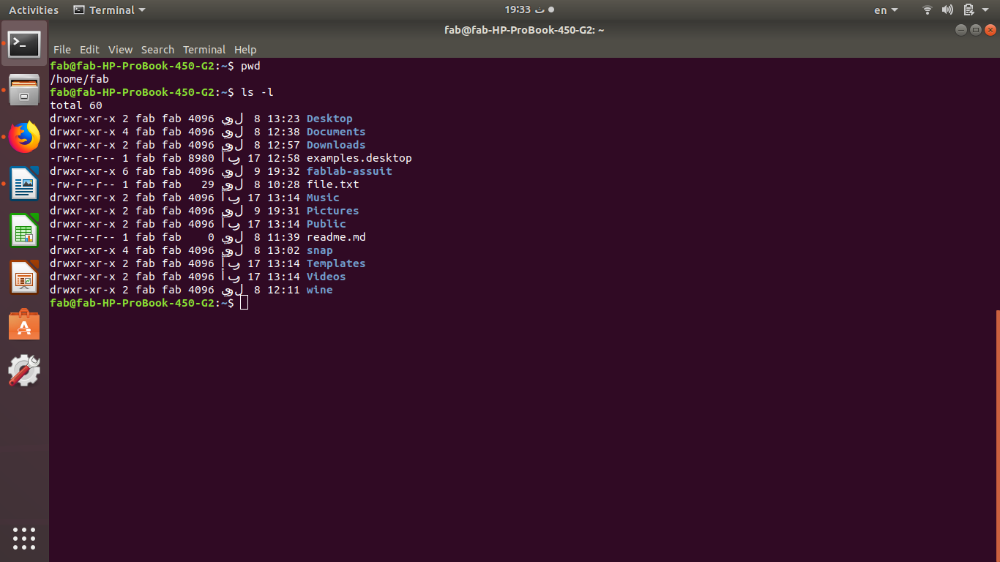 Activities Terminal 19:33 ث en
fab@fab-HP-ProBook-450-G2: ~
File Edit View Search Terminal Help
fab@fab-HP-ProBook-450-G2:~$ pwd
/home/fab
fab@fab-HP-ProBook-450-G2:~$ ls -l
total 60
drwxr-xr-x 2 fab fab 4096 يول 8 13:23 Desktop
drwxr-xr-x 4 fab fab 4096 يول 8 12:38 Documents
drwxr-xr-x 2 fab fab 4096 يول 8 12:57 Downloads
-rw-r--r-- 1 fab fab 8980 أبر 17 12:58 examples.desktop
drwxr-xr-x 6 fab fab 4096 يول 9 19:32 fablab-assuit
-rw-r--r-- 1 fab fab 29 يول 8 10:28 file.txt
drwxr-xr-x 2 fab fab 4096 أبر 17 13:14 Music
drwxr-xr-x 2 fab fab 4096 يول 9 19:31 Pictures
drwxr-xr-x 2 fab fab 4096 أبر 17 13:14 Public
-rw-r--r-- 1 fab fab 0 يول 8 11:39 readme.md
drwxr-xr-x 4 fab fab 4096 يول 8 13:02 snap
drwxr-xr-x 2 fab fab 4096 أبر 17 13:14 Templates
drwxr-xr-x 2 fab fab 4096 أبر 17 13:14 Videos
drwxr-xr-x 2 fab fab 4096 يول 8 12:11 wine
fab@fab-HP-ProBook-450-G2:~$